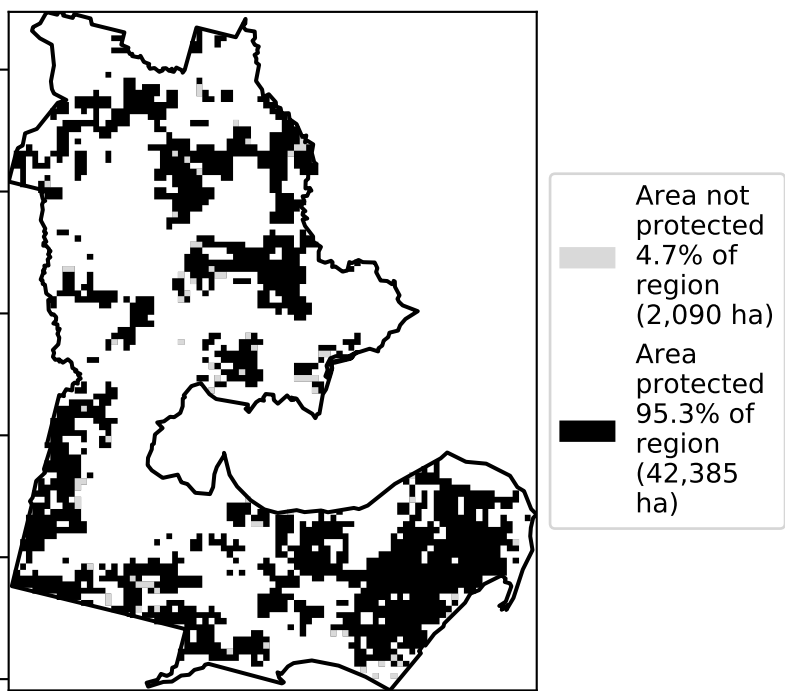 Area not
protected
4.7% of
region
(2,090 ha)
Area
protected
95.3% of
region
(42,385
ha)